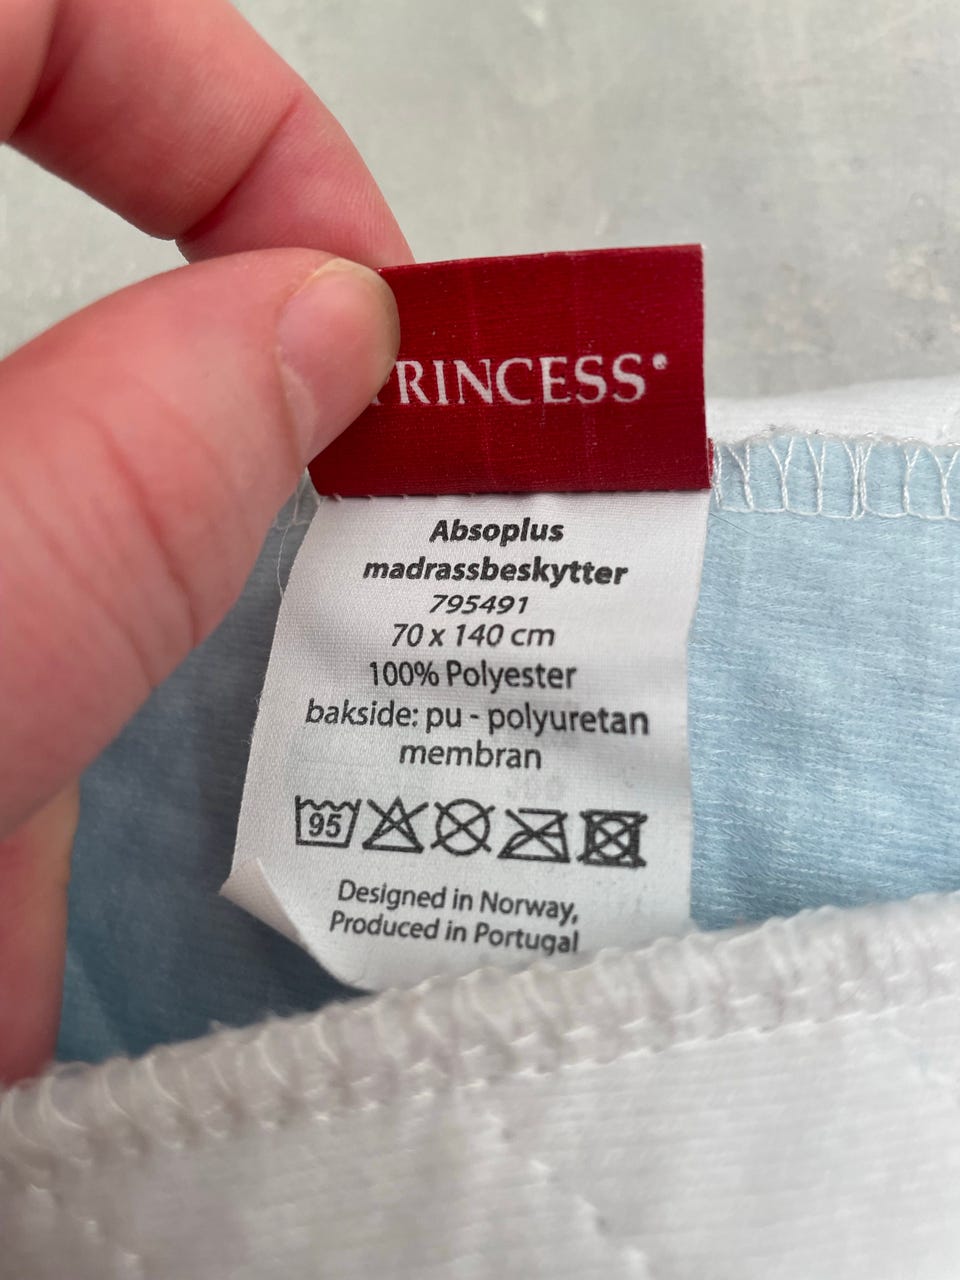 PRINCESS®
Absoplus
madrassbeskytter
795491
70 x 140 cm
100% Polyester
bakside: pu - polyuretan
membran
95
Designed in Norway,
Produced in Portugal